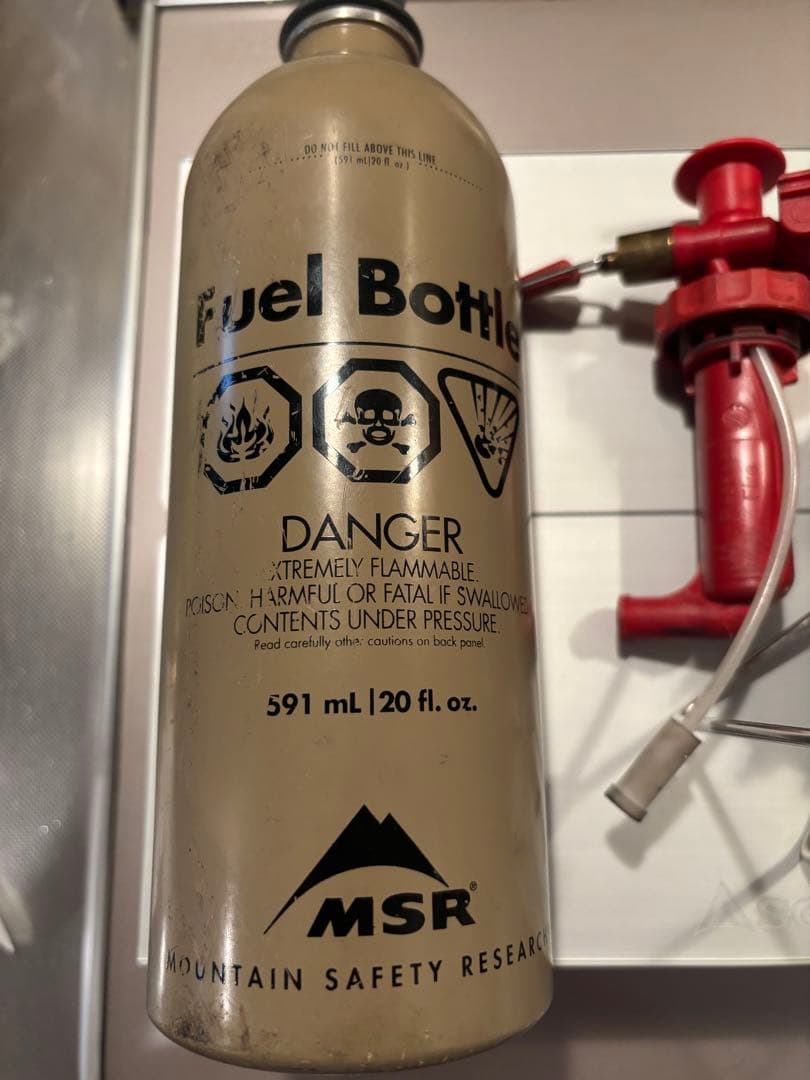 DO NOT FILL ABOVE THIS LINE
(591 mL|20 fl oz.)
Fuel Bottle
DANGER
EXTREMELY FLAMMABLE.
POISON. HARMFUL OR FATAL IF SWALLOWED
CONTENTS UNDER PRESSURE.
Read carefully other cautions on back panel.
591 mL|20 fl. oz.
MSR®
MOUNTAIN SAFETY RESEARCH